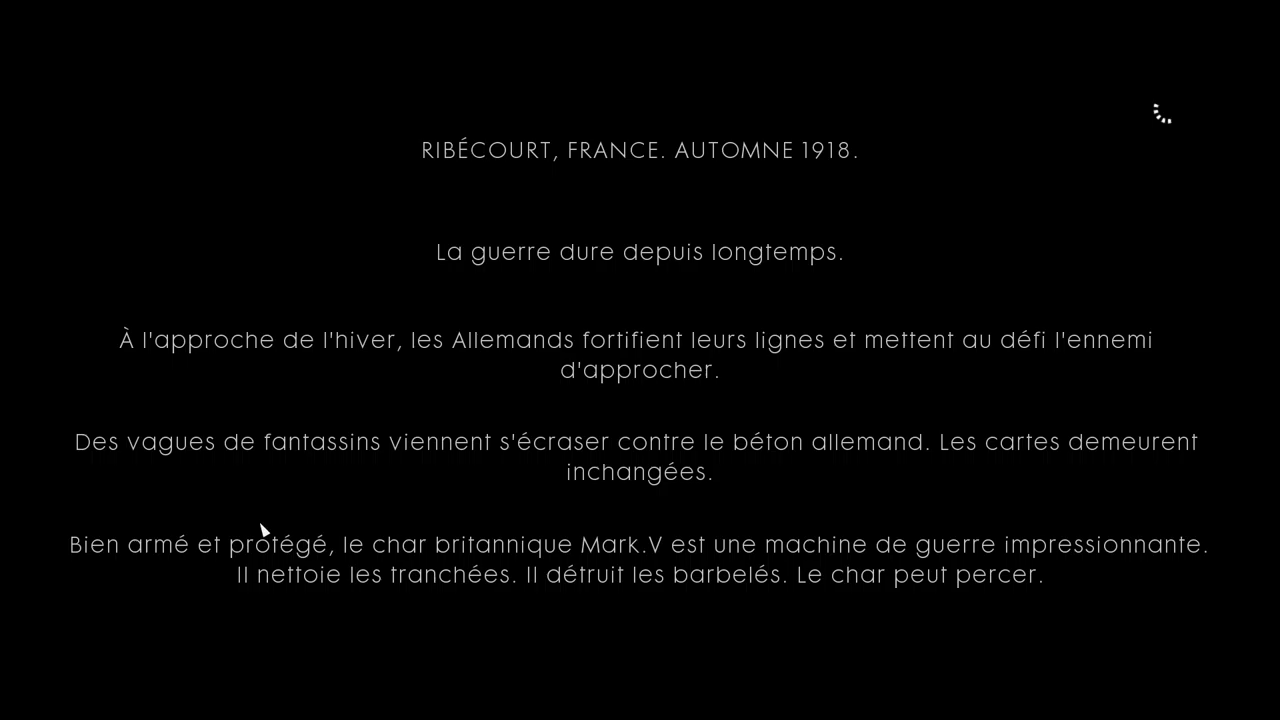 RIBÉCOURT, FRANCE. AUTOMNE 1918.
La guerre dure depuis longtemps.
À l'approche de l'hiver, les Allemands fortifient leurs lignes et mettent au défi l'ennemi
d'approcher.
Des vagues de fantassins viennent s'écraser contre le béton allemand. Les cartes demeurent
inchangées.
Bien armé et protégé, le char britannique Mark.V est une machine de guerre impressionnante.
Il nettoie les tranchées. Il détruit les barbelés. Le char peut percer.